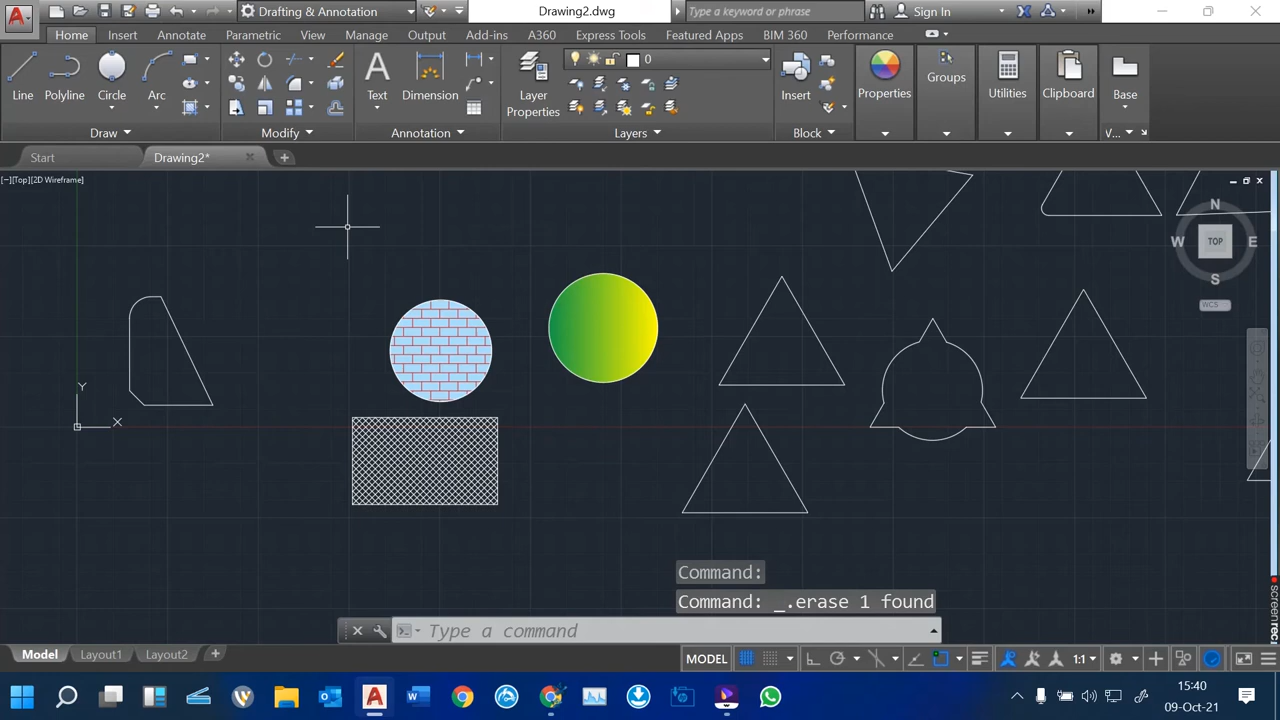 Drafting & Annotation
Drawing2.dwg
Type a keyword or phrase
Sign In
Home Insert Annotate Parametric View Manage Output Add-ins A360 Express Tools Featured Apps BIM 360 Performance
0
Line Polyline Circle Arc
Text Dimension
Layer
Properties
Insert
Properties
Groups
Utilities
Clipboard
Base
Draw Modify Annotation Layers Block V...
Start Drawing2*
[−][Top][2D Wireframe]
N
W TOP E
S
WCS
Y
X
Command:
Command: _.erase 1 found
Type a command
Model Layout1 Layout2
MODEL
1:1
15:40
09-Oct-21
screenrec